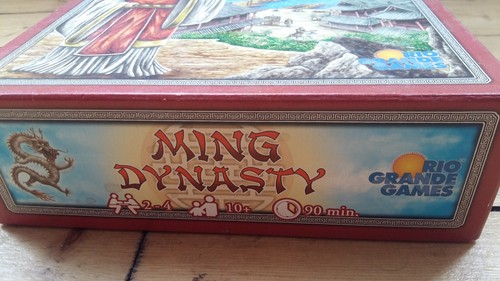 MING
DYNASTY
RIO
GRANDE
GAMES
2-4
10+
90 min.